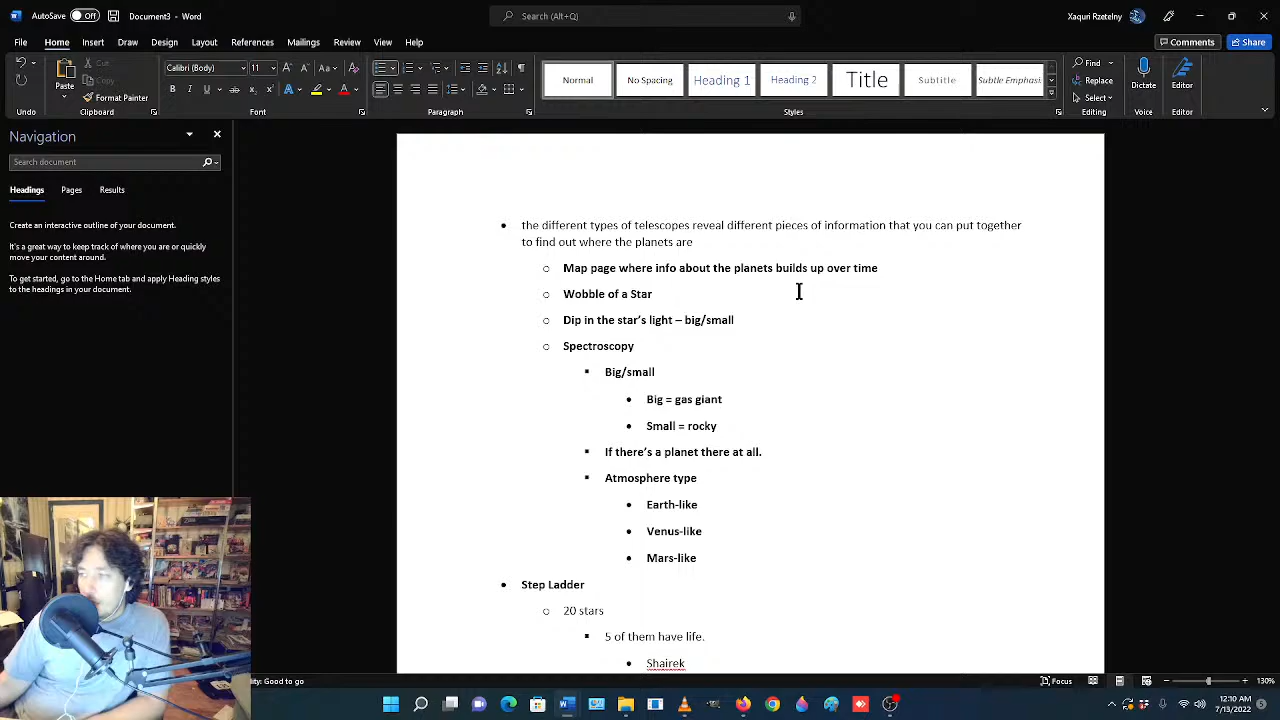 AutoSave Off Document3 - Word
Search (Alt+Q)
Xaquri Rzetelny
File Home Insert Draw Design Layout References Mailings Review View Help
Comments Share
Paste Cut Copy Format Painter
Calibri (Body) 11
Normal No Spacing Heading 1 Heading 2 Title Subtitle Subtle Emphasis
Find Replace Select
Dictate Editor
Undo Clipboard Font Paragraph Styles Editing Voice Editor
Navigation
Search document
Headings Pages Results
Create an interactive outline of your document.
It's a great way to keep track of where you are or quickly
move your content around.
To get started, go to the Home tab and apply Heading styles
to the headings in your document.
the different types of telescopes reveal different pieces of information that you can put together
to find out where the planets are
Map page where info about the planets builds up over time
Wobble of a Star
Dip in the star's light – big/small
Spectroscopy
Big/small
Big = gas giant
Small = rocky
If there's a planet there at all.
Atmosphere type
Earth-like
Venus-like
Mars-like
Step Ladder
20 stars
5 of them have life.
Shairek
Good to go Focus 130%
12:30 AM
7/13/2022